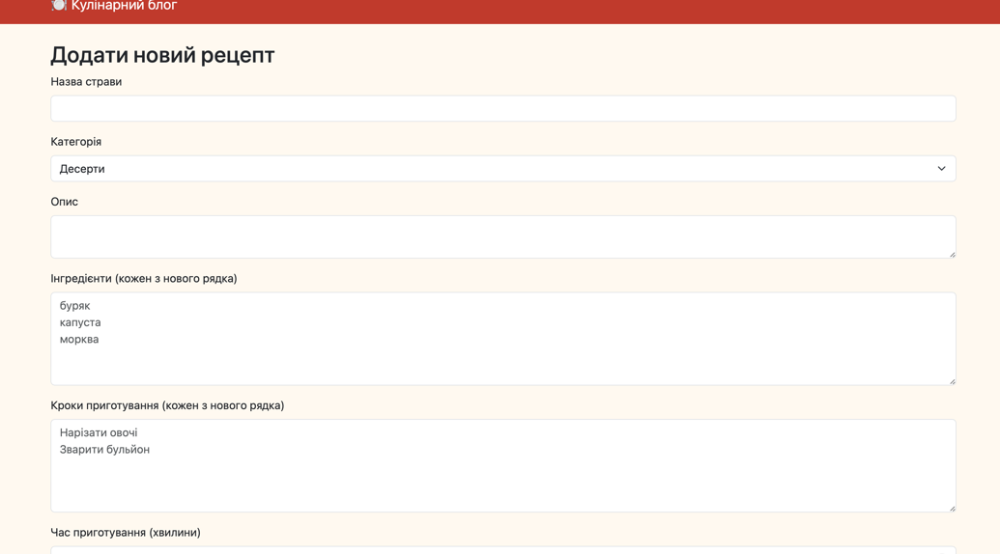 Кулінарний блог
Додати новий рецепт
Назва страви
Категорія
Десерти
Опис
Інгредієнти (кожен з нового рядка)
буряк
капуста
морква
Кроки приготування (кожен з нового рядка)
Нарізати овочі
Зварити бульйон
Час приготування (хвилини)